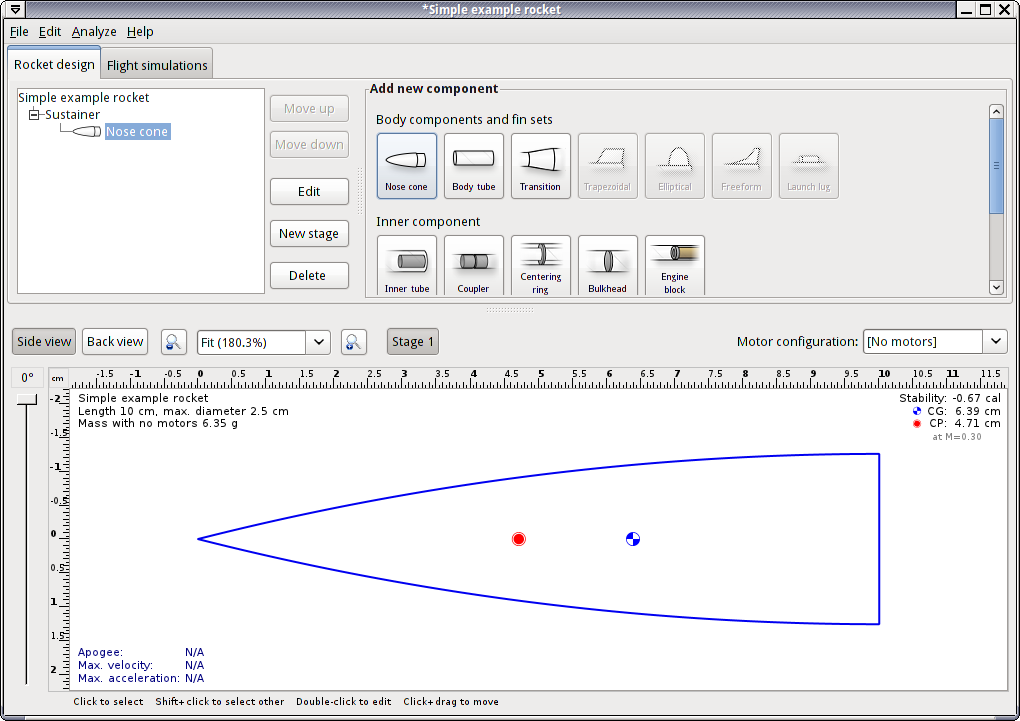 *Simple example rocket
File Edit Analyze Help
Rocket design Flight simulations
Simple example rocket
Sustainer
Nose cone
Move up
Move down
Edit
New stage
Delete
Add new component
Body components and fin sets
Nose cone Body tube Transition Trapezoidal Elliptical Freeform Launch lug
Inner component
Inner tube Coupler Centering ring Bulkhead Engine block
Side view Back view Fit (180.3%) Stage 1 Motor configuration: [No motors]
0°
cm -1.5 -1 -0.5 0 0.5 1 1.5 2 2.5 3 3.5 4 4.5 5 5.5 6 6.5 7 7.5 8 8.5 9 9.5 10 10.5 11 11.5
-2
-1.5
-1
-0.5
0
0.5
1
1.5
2
Simple example rocket
Length 10 cm, max. diameter 2.5 cm
Mass with no motors 6.35 g
Stability: -0.67 cal
CG: 6.39 cm
CP: 4.71 cm
at M=0.30
Apogee: N/A
Max. velocity: N/A
Max. acceleration: N/A
Click to select Shift+click to select other Double-click to edit Click+drag to move